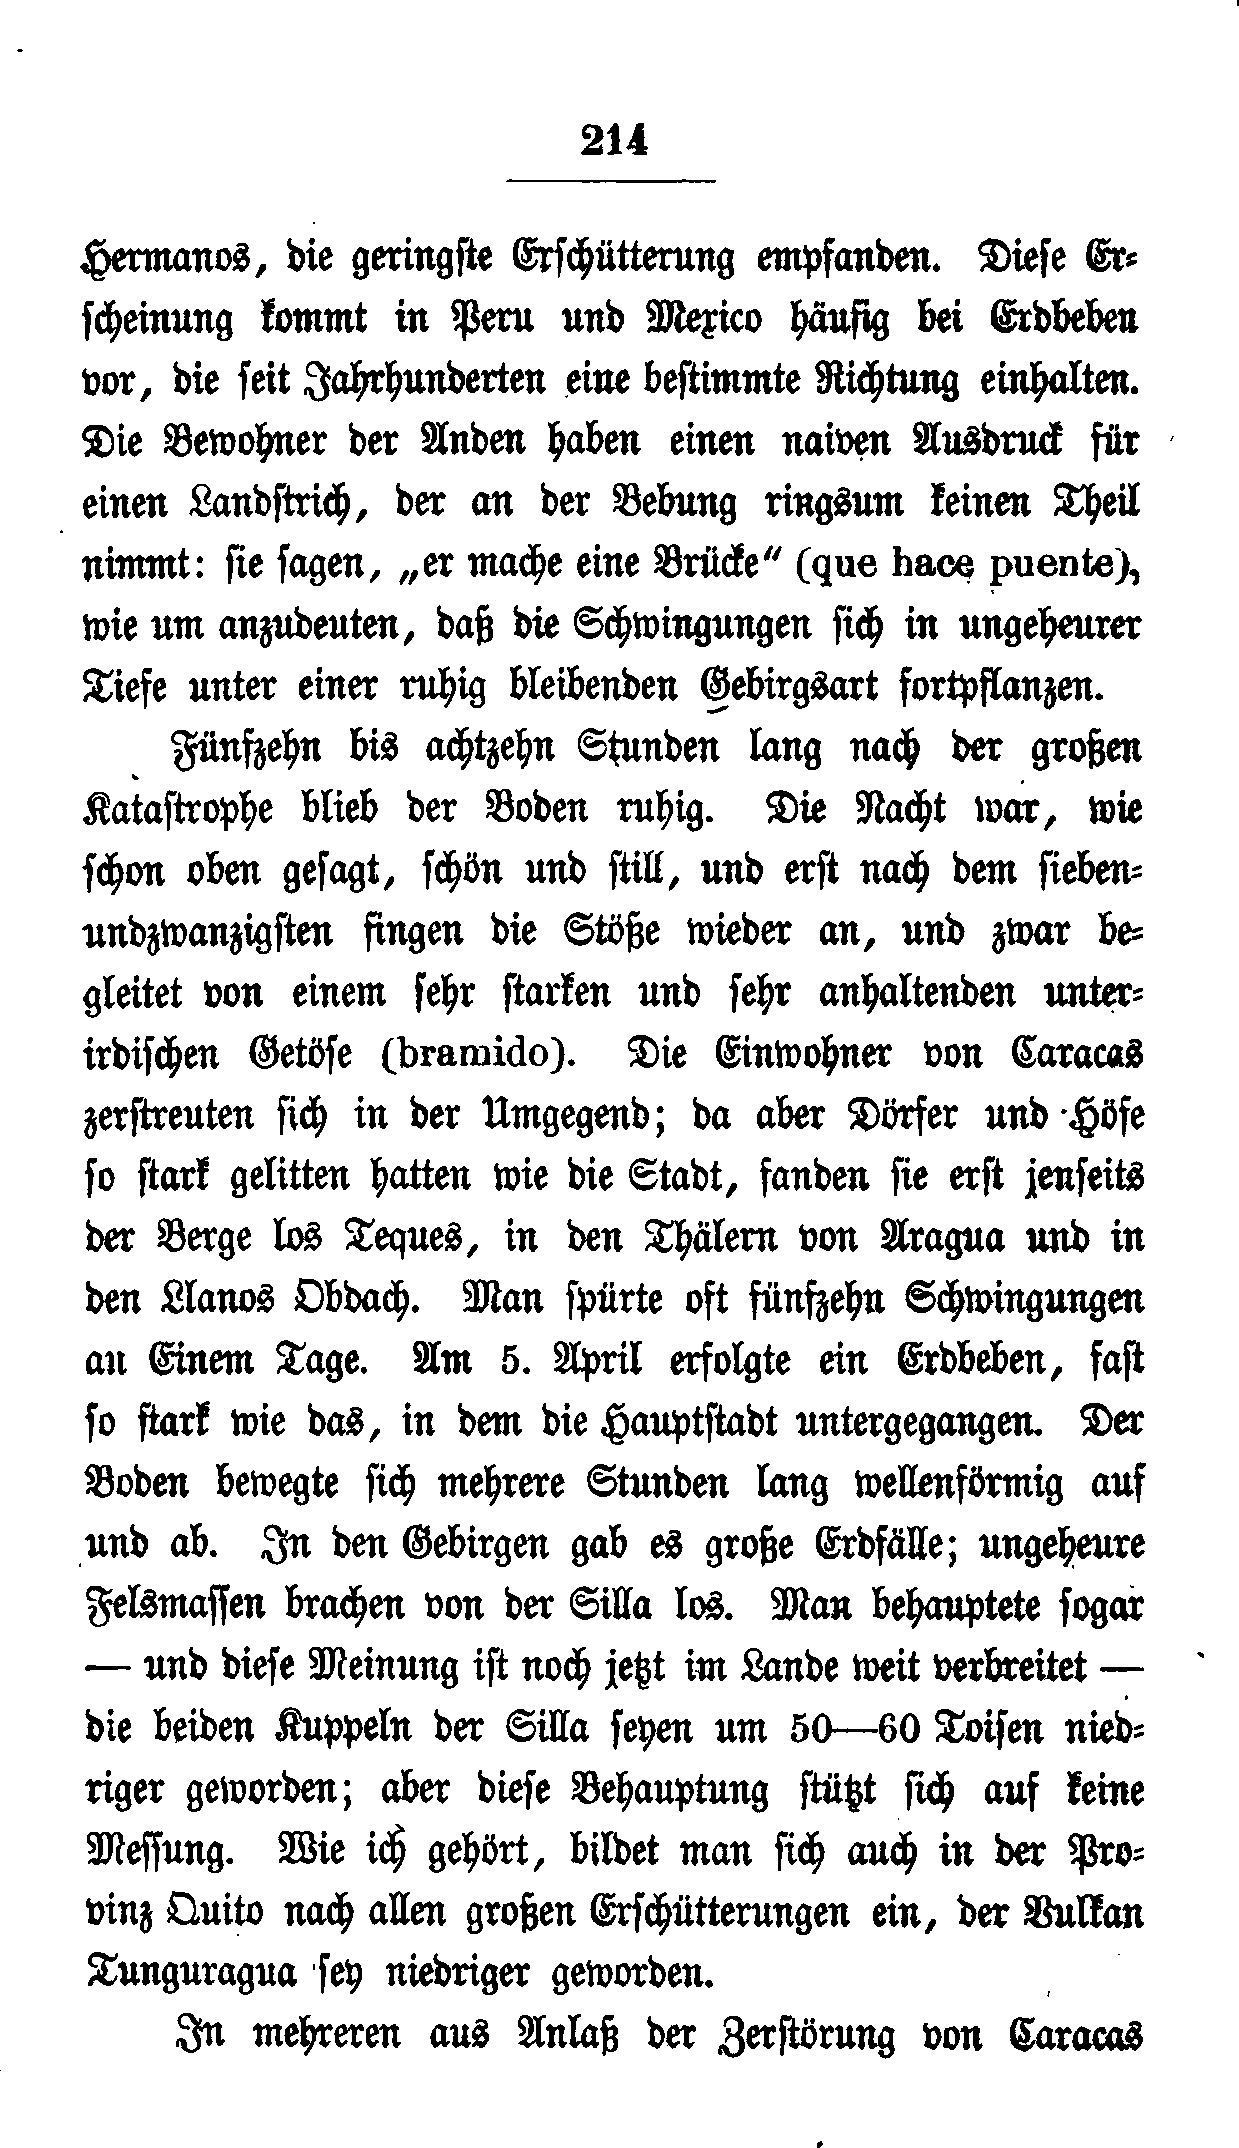 214
Hermanos, die geringſte Erſchütterung empfanden. Dieſe Er-
ſcheinung kommt in Peru und Mexico häufig bei Erdbeben
vor, die ſeit Jahrhunderten eine beſtimmte Richtung einhalten.
Die Bewohner der Anden haben einen naiven Ausdruck für
einen Landſtrich, der an der Bebung ringsum keinen Theil
nimmt: ſie ſagen, „er mache eine Brücke“ (que hace puente),
wie um anzudeuten, daß die Schwingungen ſich in ungeheurer
Tiefe unter einer ruhig bleibenden Gebirgsart fortpflanzen.
Fünfzehn bis achtzehn Stunden lang nach der großen
Kataſtrophe blieb der Boden ruhig. Die Nacht war, wie
ſchon oben geſagt, ſchön und ſtill, und erſt nach dem ſieben-
undzwanzigſten fingen die Stöße wieder an, und zwar be-
gleitet von einem ſehr ſtarken und ſehr anhaltenden unter-
irdiſchen Getöſe (bramido). Die Einwohner von Caracas
zerſtreuten ſich in der Umgegend; da aber Dörfer und Höfe
ſo ſtark gelitten hatten wie die Stadt, fanden ſie erſt jenſeits
der Berge los Teques, in den Thälern von Aragua und in
den Llanos Obdach. Man ſpürte oft fünfzehn Schwingungen
an Einem Tage. Am 5. April erfolgte ein Erdbeben, faſt
ſo ſtark wie das, in dem die Hauptſtadt untergegangen. Der
Boden bewegte ſich mehrere Stunden lang wellenförmig auf
und ab. In den Gebirgen gab es große Erdfälle; ungeheure
Felsmaſſen brachen von der Silla los. Man behauptete ſogar
— und dieſe Meinung iſt noch jetzt im Lande weit verbreitet —
die beiden Kuppeln der Silla ſeyen um 50—60 Toiſen nied-
riger geworden; aber dieſe Behauptung ſtützt ſich auf keine
Meſſung. Wie ich gehört, bildet man ſich auch in der Pro-
vinz Quito nach allen großen Erſchütterungen ein, der Vulkan
Tunguragua ſey niedriger geworden.
In mehreren aus Anlaß der Zerſtörung von Caracas